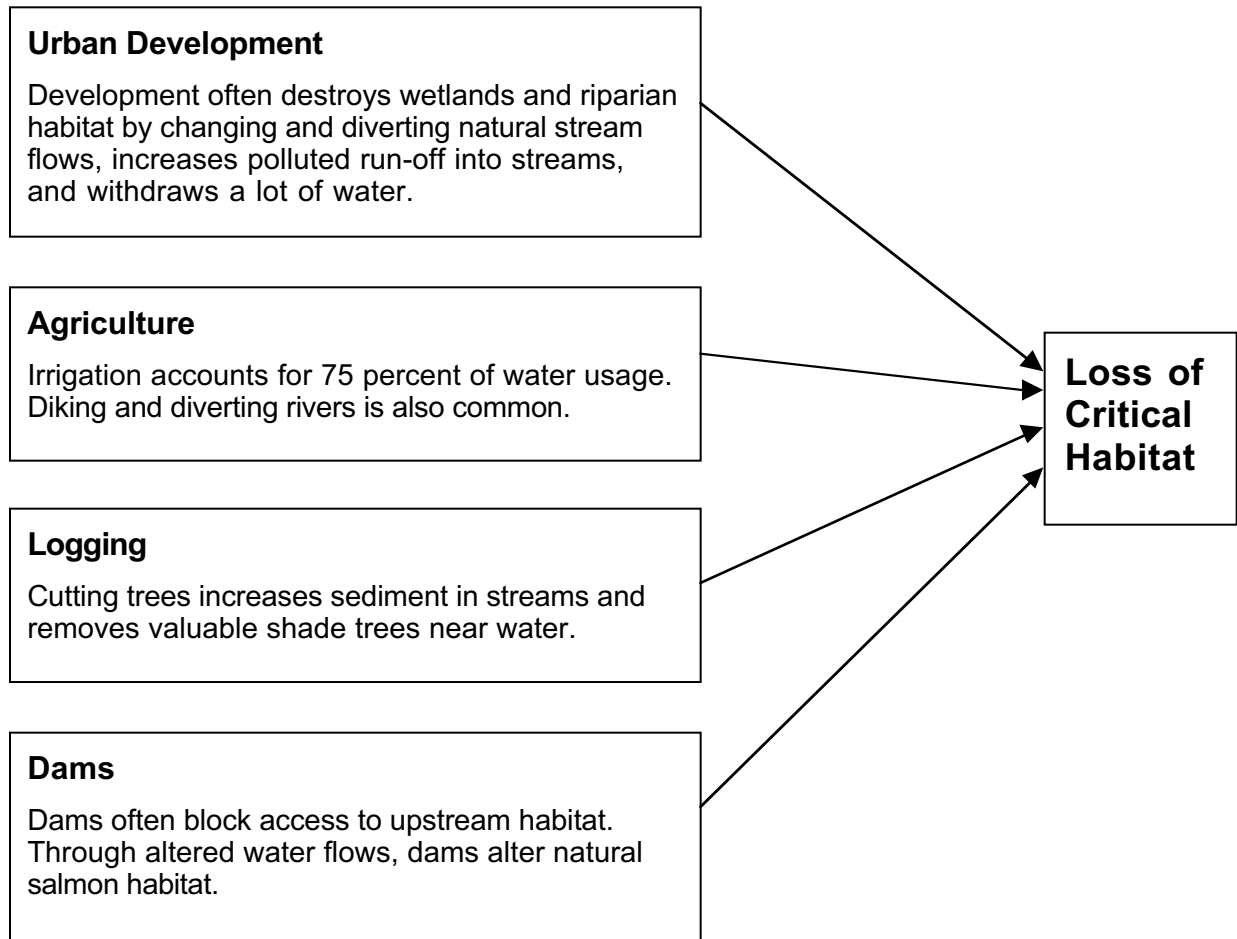 Urban Development
Development often destroys wetlands and riparian
habitat by changing and diverting natural stream
flows, increases polluted run-off into streams,
and withdraws a lot of water.
Agriculture
Irrigation accounts for 75 percent of water usage.
Diking and diverting rivers is also common.
Loss of
Critical
Habitat
Logging
Cutting trees increases sediment in streams and
removes valuable shade trees near water.
Dams
Dams often block access to upstream habitat.
Through altered water flows, dams alter natural
salmon habitat.